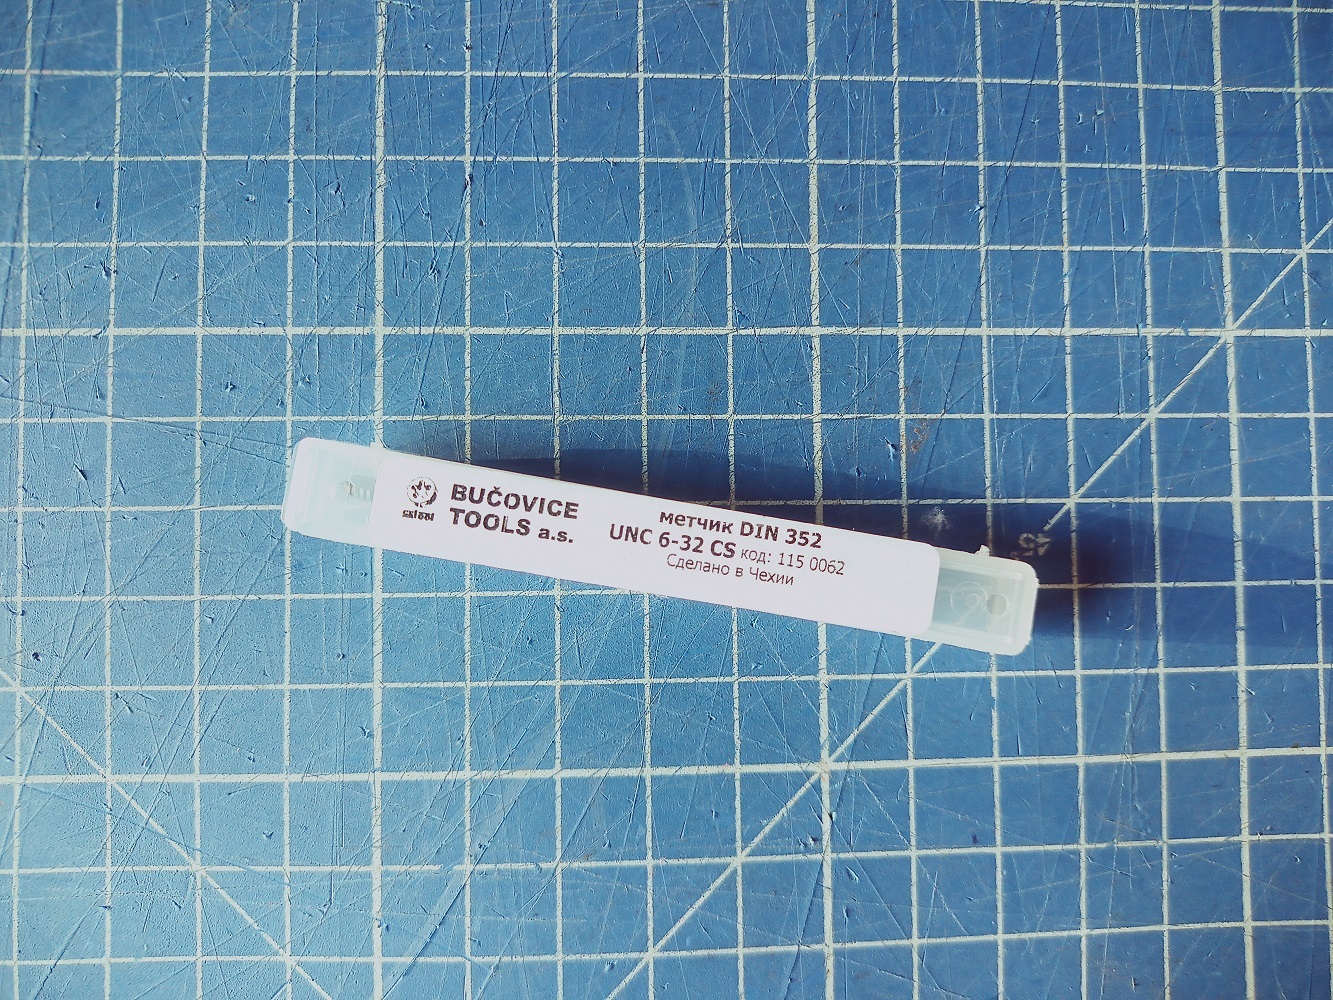 BUČOVICE
TOOLS a.s.
метчик DIN 352
UNC 6-32 CS код: 115 0062
Сделано в Чехии
45